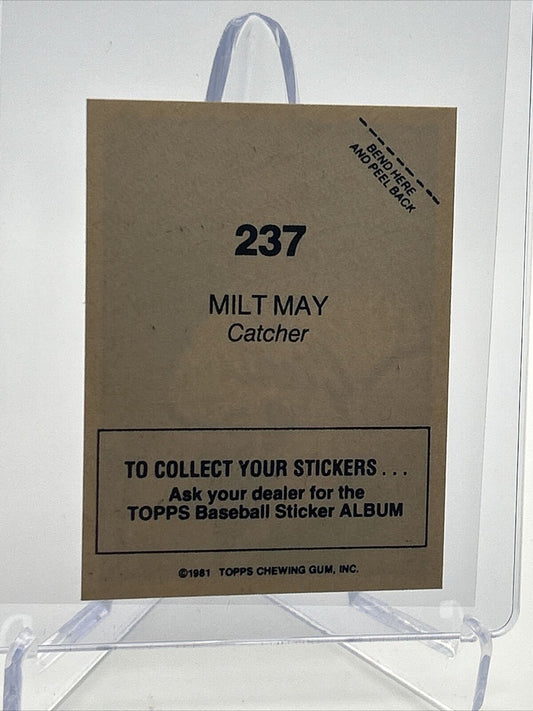 BEND HERE
AND PEEL BACK
237
MILT MAY
Catcher
TO COLLECT YOUR STICKERS...
Ask your dealer for the
TOPPS Baseball Sticker ALBUM
©1981 TOPPS CHEWING GUM, INC.